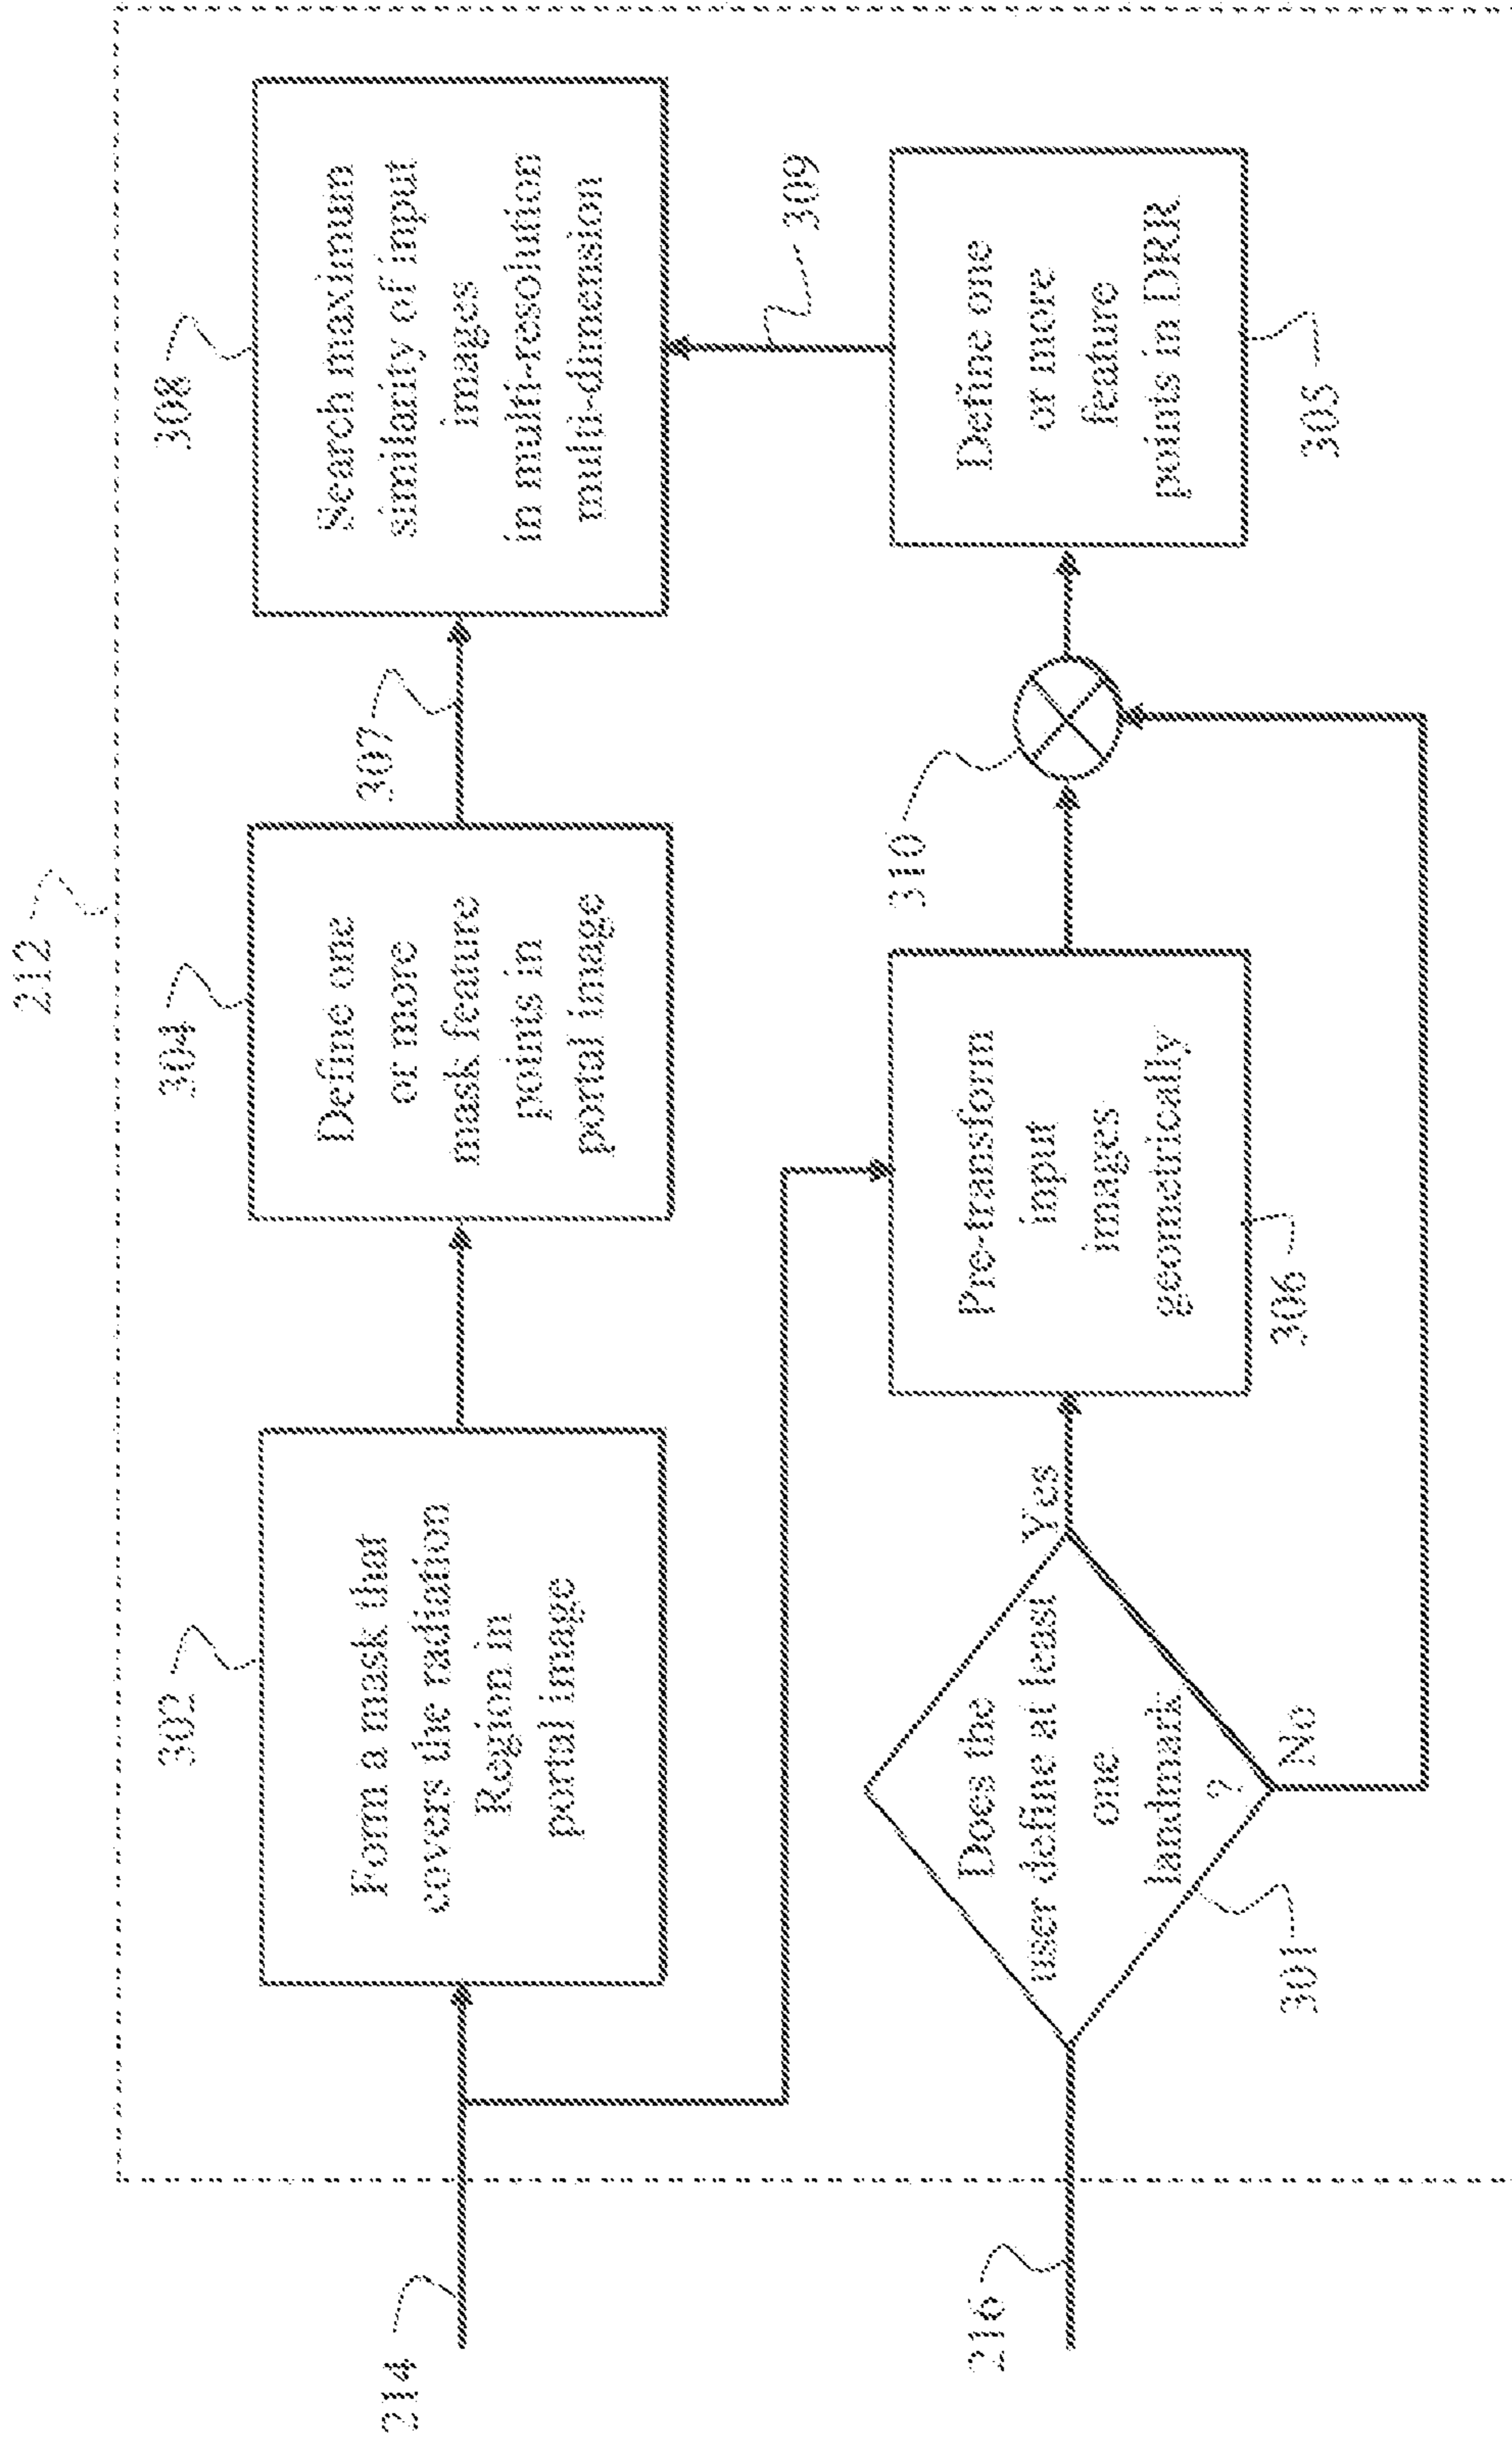 212
302
Form a mask that
covers the radiation
Region in
portal image
304
Define one
or more
mask feature
points in
portal image
307
308
Search maximum
similarity of input
images
in multi-resolution
multi-dimension
309
214
216
Does the
user define at least
one
landmark
?
301
Yes
No
Pre-transform
input
images
geometrically
306
310
Define one
or more
feature
points in DRR
305